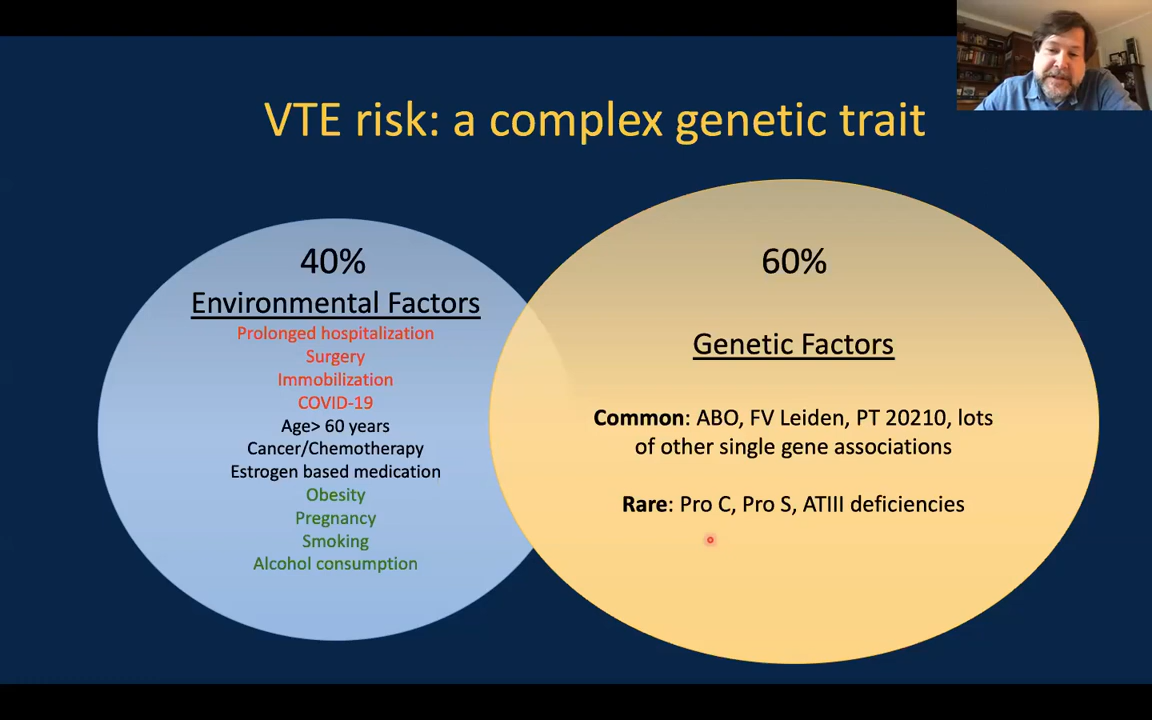 VTE risk: a complex genetic trait
40%
Environmental Factors
Prolonged hospitalization
Surgery
Immobilization
COVID-19
Age> 60 years
Cancer/Chemotherapy
Estrogen based medication
Obesity
Pregnancy
Smoking
Alcohol consumption
60%
Genetic Factors
Common: ABO, FV Leiden, PT 20210, lots
of other single gene associations
Rare: Pro C, Pro S, ATIII deficiencies